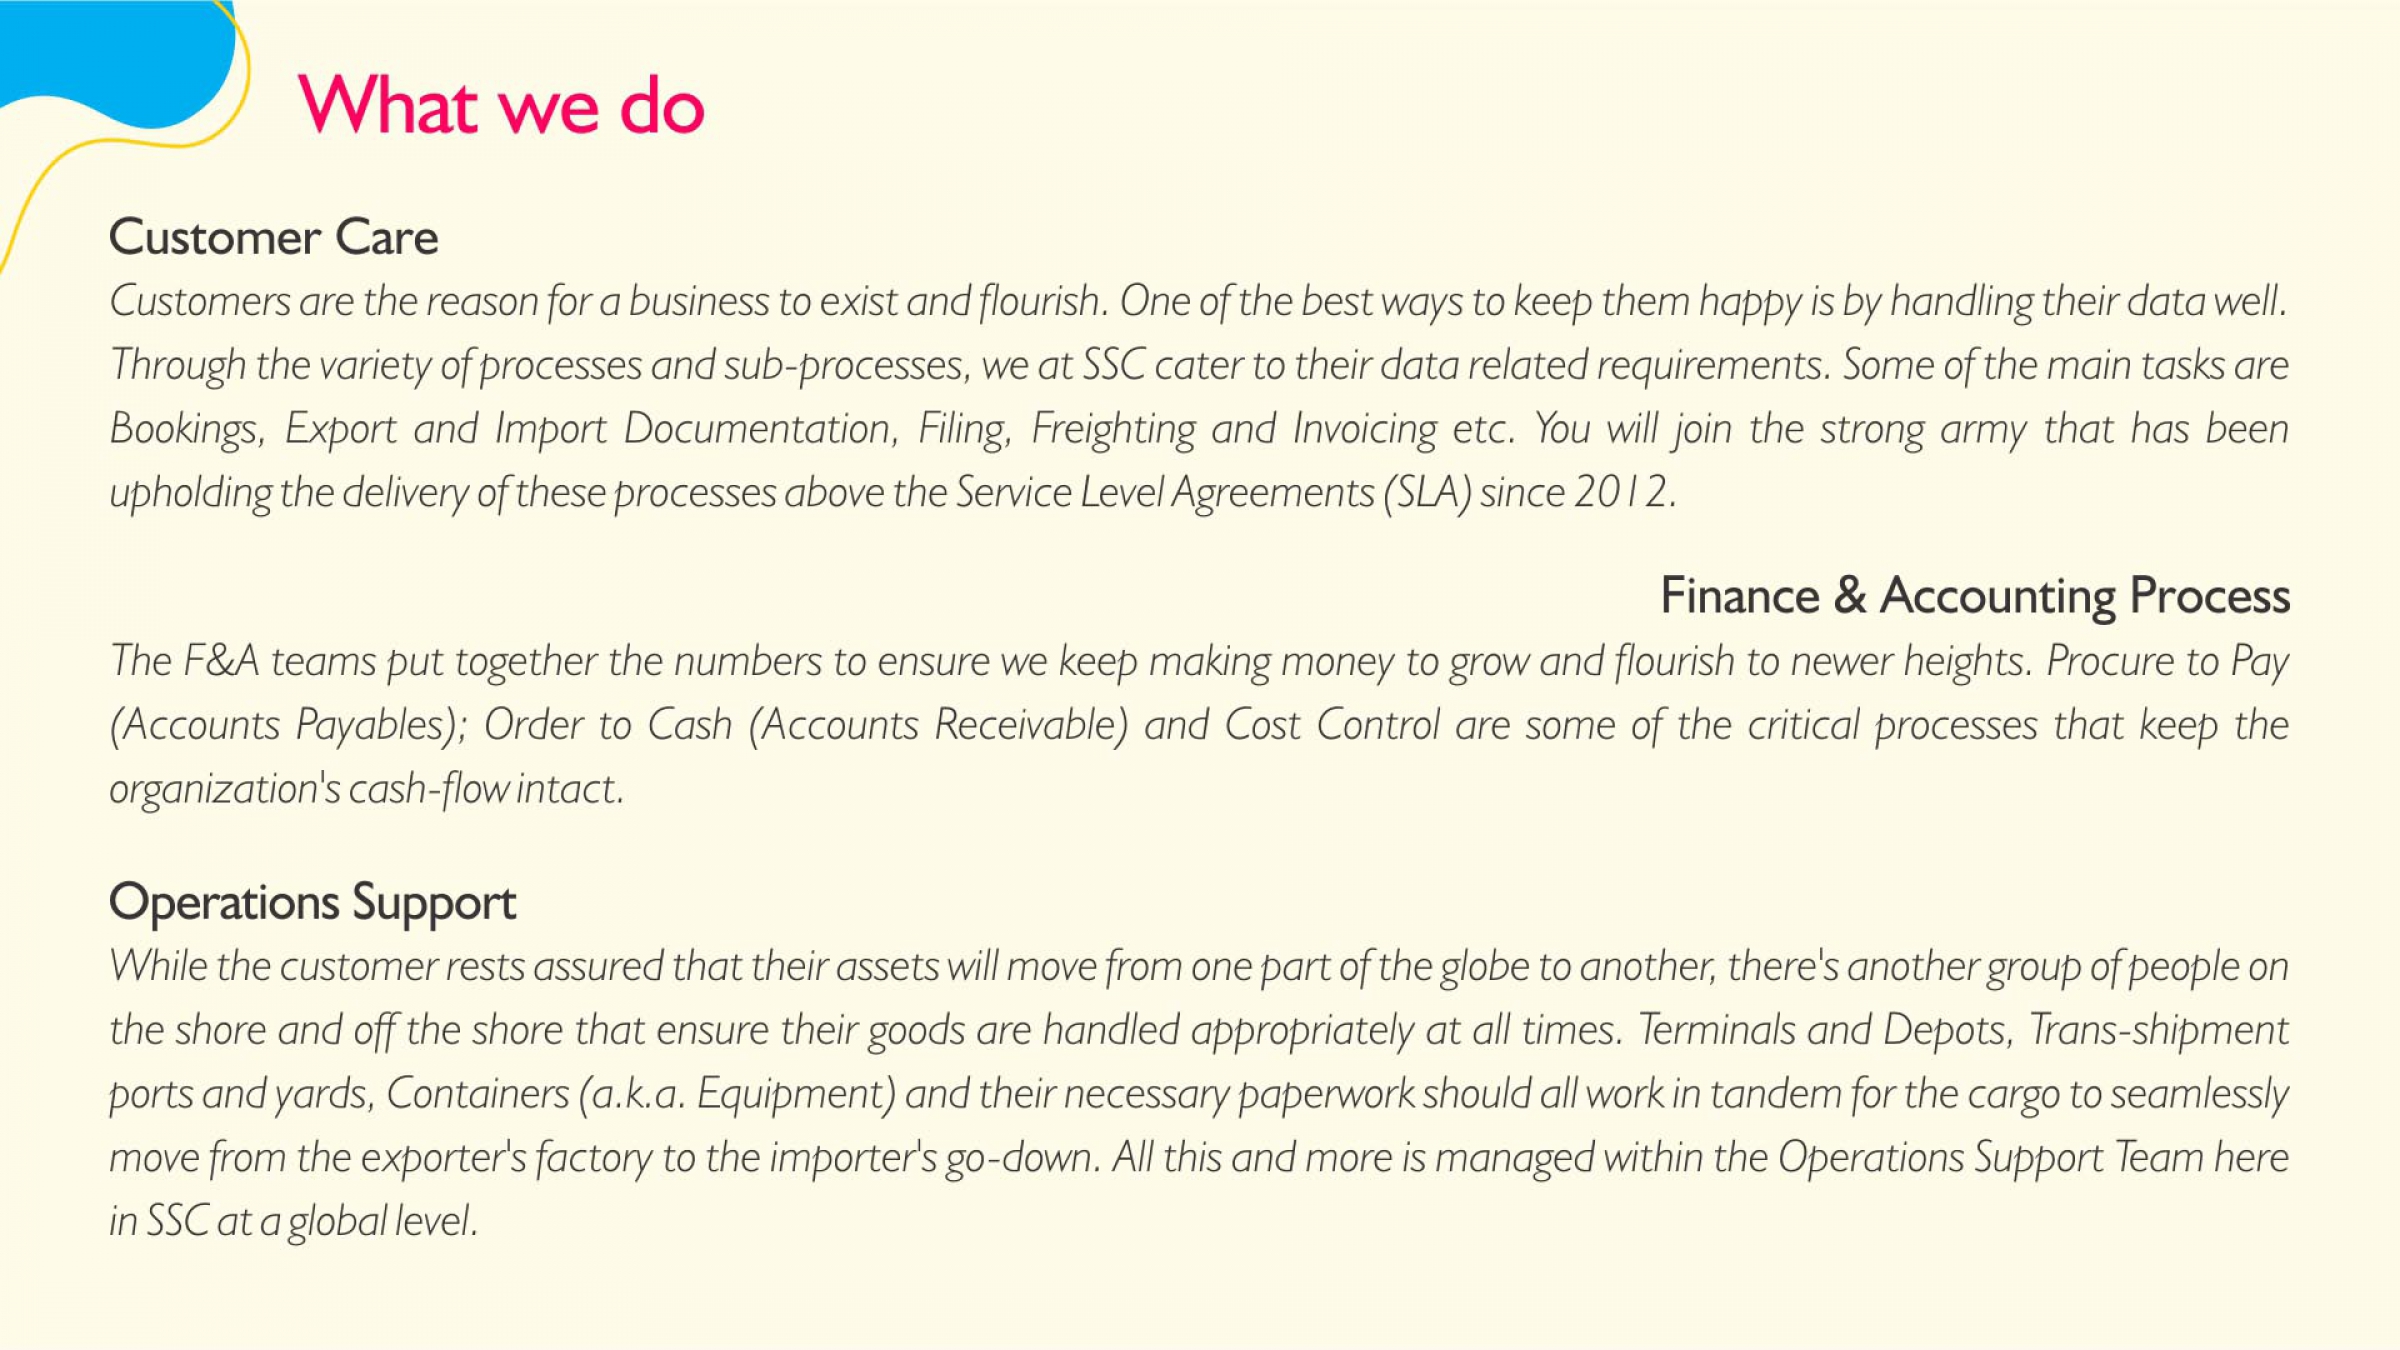 What we do
Customer Care
Customers are the reason for a business to exist and flourish. One of the best ways to keep them happy is by handling their data well.
Through the variety of processes and sub-processes, we at SSC cater to their data related requirements. Some of the main tasks are
Bookings, Export and Import Documentation, Filing, Freighting and Invoicing etc. You will join the strong army that has been
upholding the delivery of these processes above the Service Level Agreements (SLA) since 2012.
Finance & Accounting Process
The F&A teams put together the numbers to ensure we keep making money to grow and flourish to newer heights. Procure to Pay
(Accounts Payables); Order to Cash (Accounts Receivable) and Cost Control are some of the critical processes that keep the
organization's cash-flow intact.
Operations Support
While the customer rests assured that their assets will move from one part of the globe to another, there's another group of people on
the shore and off the shore that ensure their goods are handled appropriately at all times. Terminals and Depots, Trans-shipment
ports and yards, Containers (a.k.a. Equipment) and their necessary paperwork should all work in tandem for the cargo to seamlessly
move from the exporter's factory to the importer's go-down. All this and more is managed within the Operations Support Team here
in SSC at a global level.